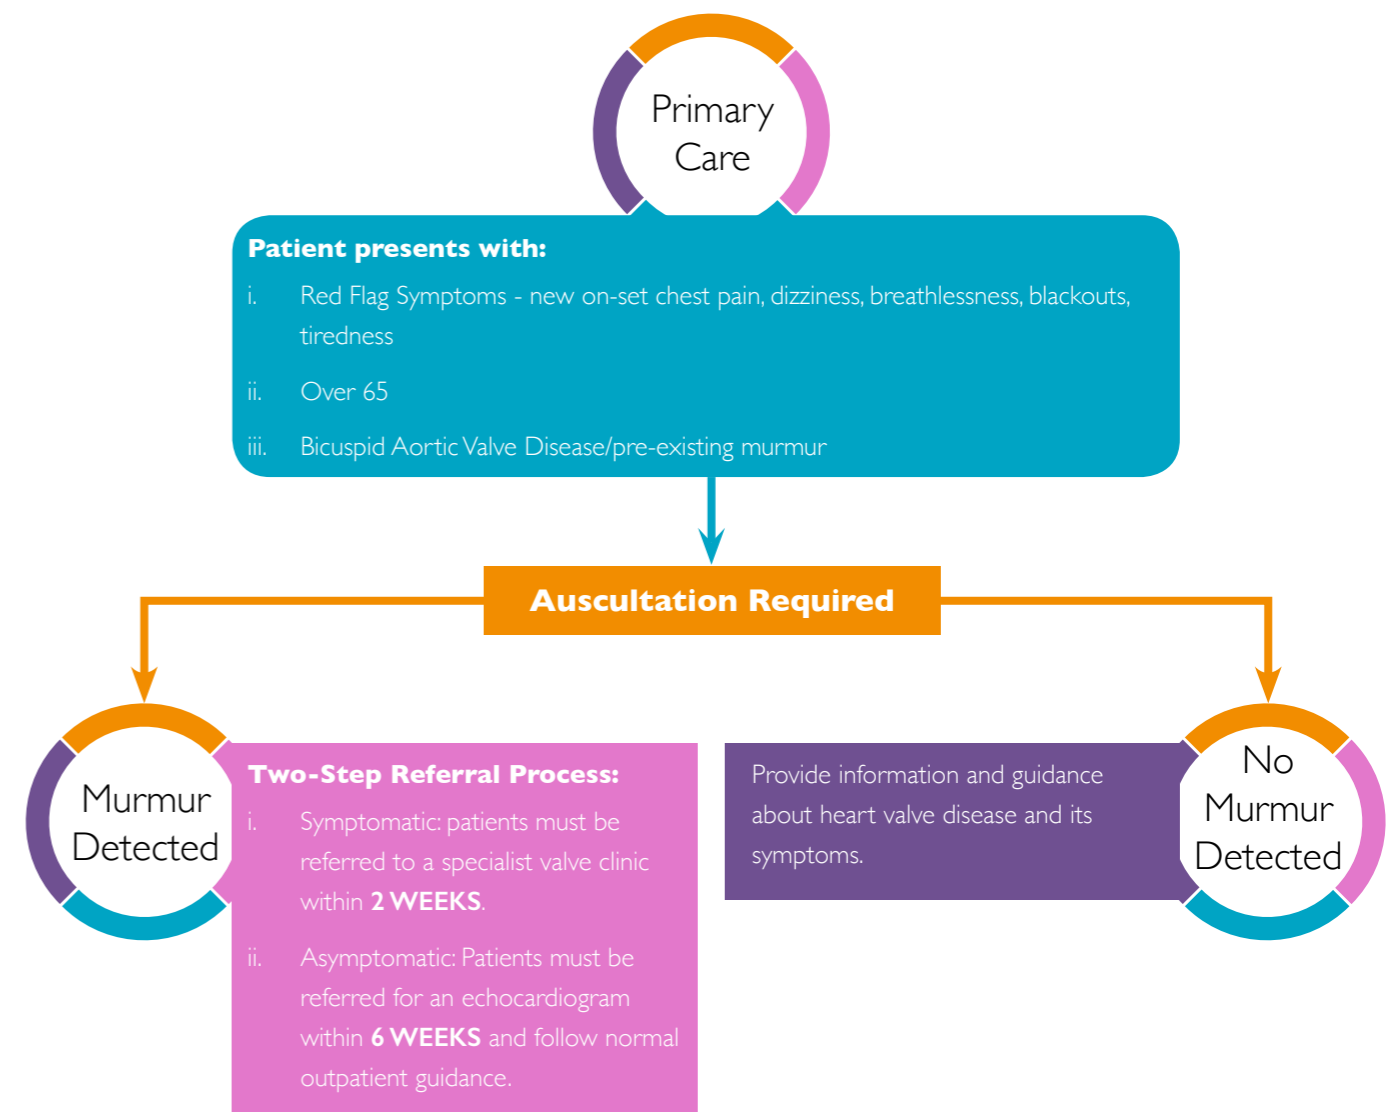 Primary
Care
Patient presents with:
i. Red Flag Symptoms - new on-set chest pain, dizziness, breathlessness, blackouts,
tiredness
ii. Over 65
iii. Bicuspid Aortic Valve Disease/pre-existing murmur
Auscultation Required
Murmur
Detected
Two-Step Referral Process:
i. Symptomatic: patients must be
referred to a specialist valve clinic
within 2 WEEKS.
ii. Asymptomatic: Patients must be
referred for an echocardiogram
within 6 WEEKS and follow normal
outpatient guidance.
Provide information and guidance
about heart valve disease and its
symptoms.
No
Murmur
Detected